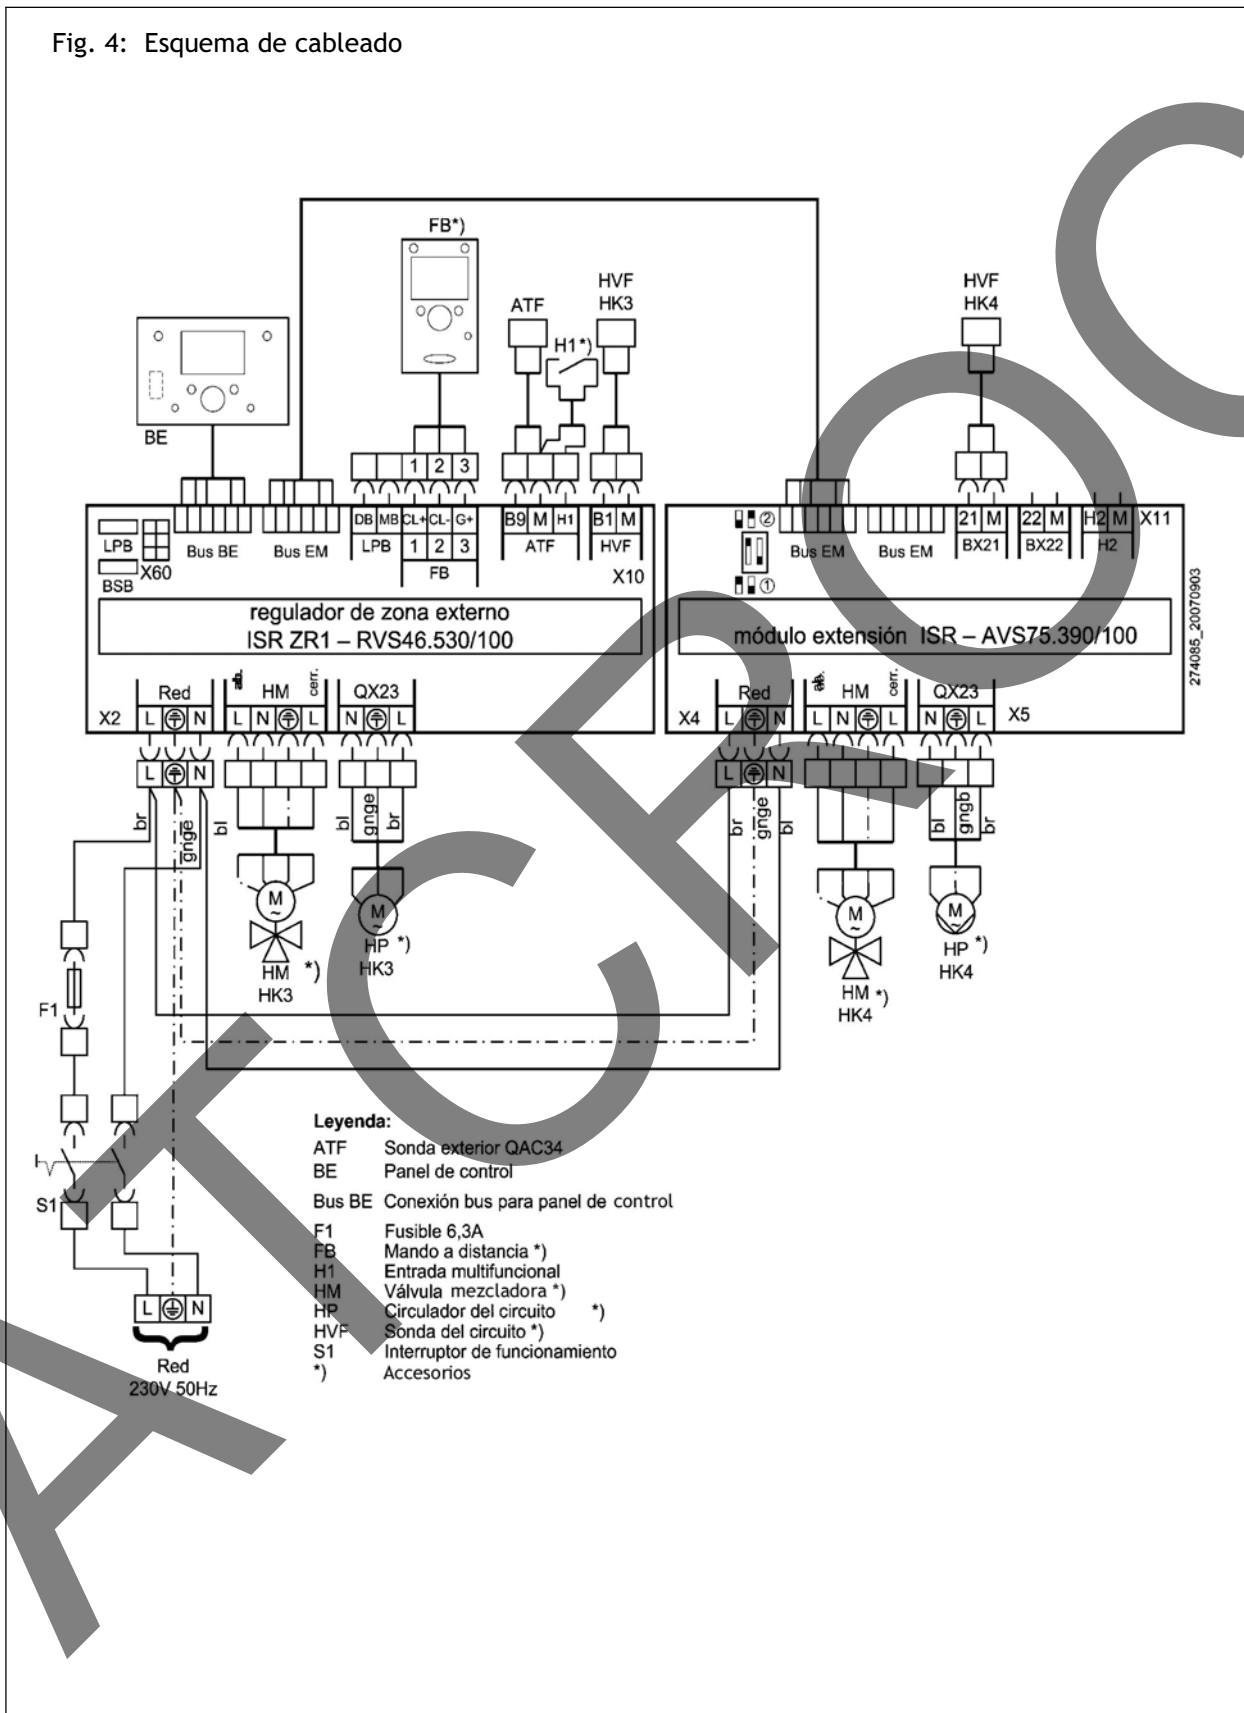 Fig. 4: Esquema de cableado
FB*)
HVF
HK3
ATF
H1*)
HVF
HK4
BE
1 2 3
DB MB CL+ CL- G+
B9 M H1
B1 M
21 M
22 M
H2 M
X11
LPB
X60
BSB
Bus BE
Bus EM
LPB
1 2 3
FB
ATF
HVF
X10
②
①
Bus EM
Bus EM
BX21
BX22
H2
regulador de zona externo
ISR ZR1 – RVS46.530/100
módulo extensión ISR – AVS75.390/100
274085_20070903
Red
ab.
HM
cerr.
QX23
X2
L N
L N L
N L
Red
ab.
HM
cerr.
QX23
X4
L N
L N L
N L
X5
L N
L N
br
gnge
bl
bl
gnge
br
br
gnge
bl
bl
gngb
br
M
~
HM *)
HK3
M
~
HP *)
HK3
M
~
HM *)
HK4
M
~
HP *)
HK4
F1
S1
L N
Red
230V 50Hz
Leyenda:
ATF Sonda exterior QAC34
BE Panel de control
Bus BE Conexión bus para panel de control
F1 Fusible 6,3A
FB Mando a distancia *)
H1 Entrada multifuncional
HM Válvula mezcladora *)
HP Circulador del circuito *)
HVF Sonda del circuito *)
S1 Interruptor de funcionamiento
*) Accesorios
ATCROC